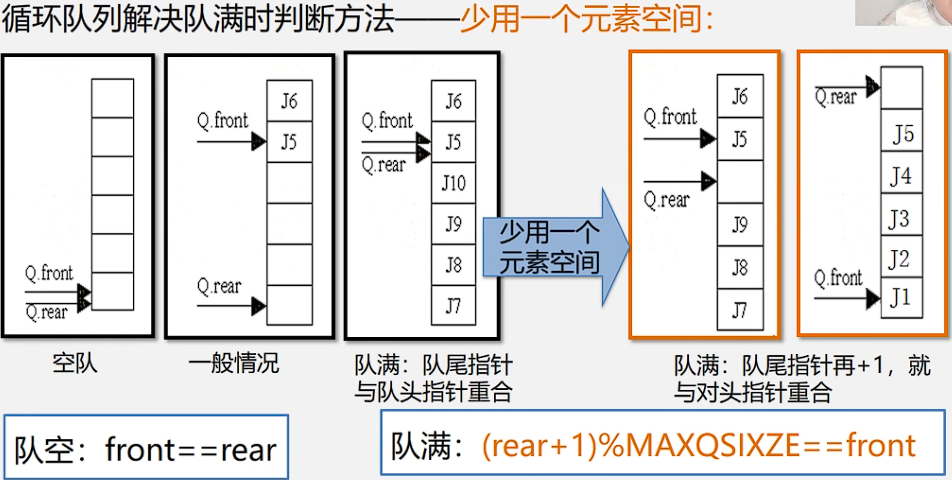 循环队列解决队满时判断方法——少用一个元素空间：
Q.front
Q.rear
空队
J6
J5
Q.front
Q.rear
一般情况
J6
J5
J10
J9
J8
J7
Q.front
Q.rear
队满：队尾指针
与队头指针重合
少用一个
元素空间
J6
J5
J9
J8
J7
Q.front
Q.rear
Q.rear
J5
J4
J3
J2
J1
Q.front
队满：队尾指针再+1，就
与对头指针重合
队空：front==rear
队满：(rear+1)%MAXQSIXZE==front